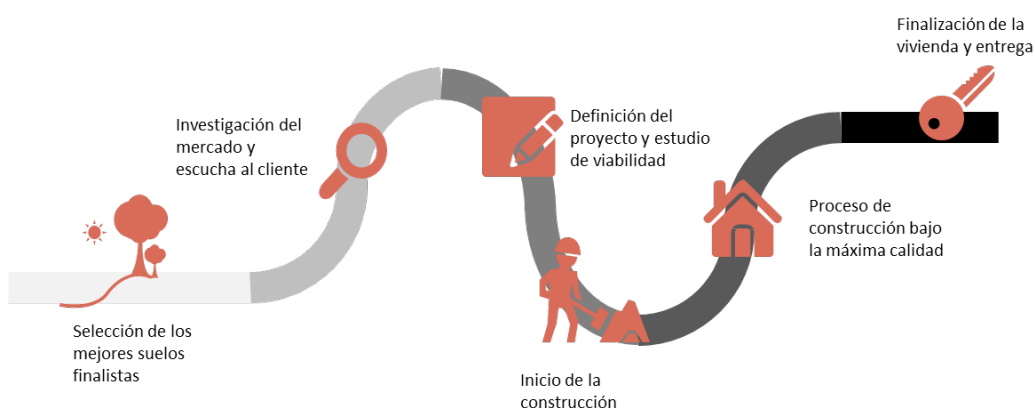 Selección de los
mejores suelos
finalistas
Investigación del
mercado y
escucha al cliente
Definición del
proyecto y estudio
de viabilidad
Inicio de la
construcción
Proceso de
construcción bajo
la máxima calidad
Finalización de la
vivienda y entrega